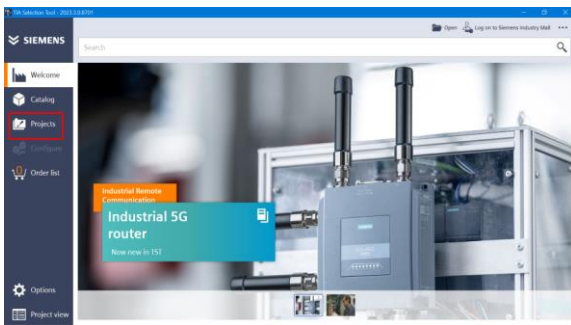 TIA Selection Tool - 2023.3.0.8701
Open
Log on to Siemens Industry Mall
SIEMENS
Search
Welcome
Catalog
Projects
Configure
Order list
Industrial Remote
Communication
Industrial 5G
router
Now new in TST
Options
Project view